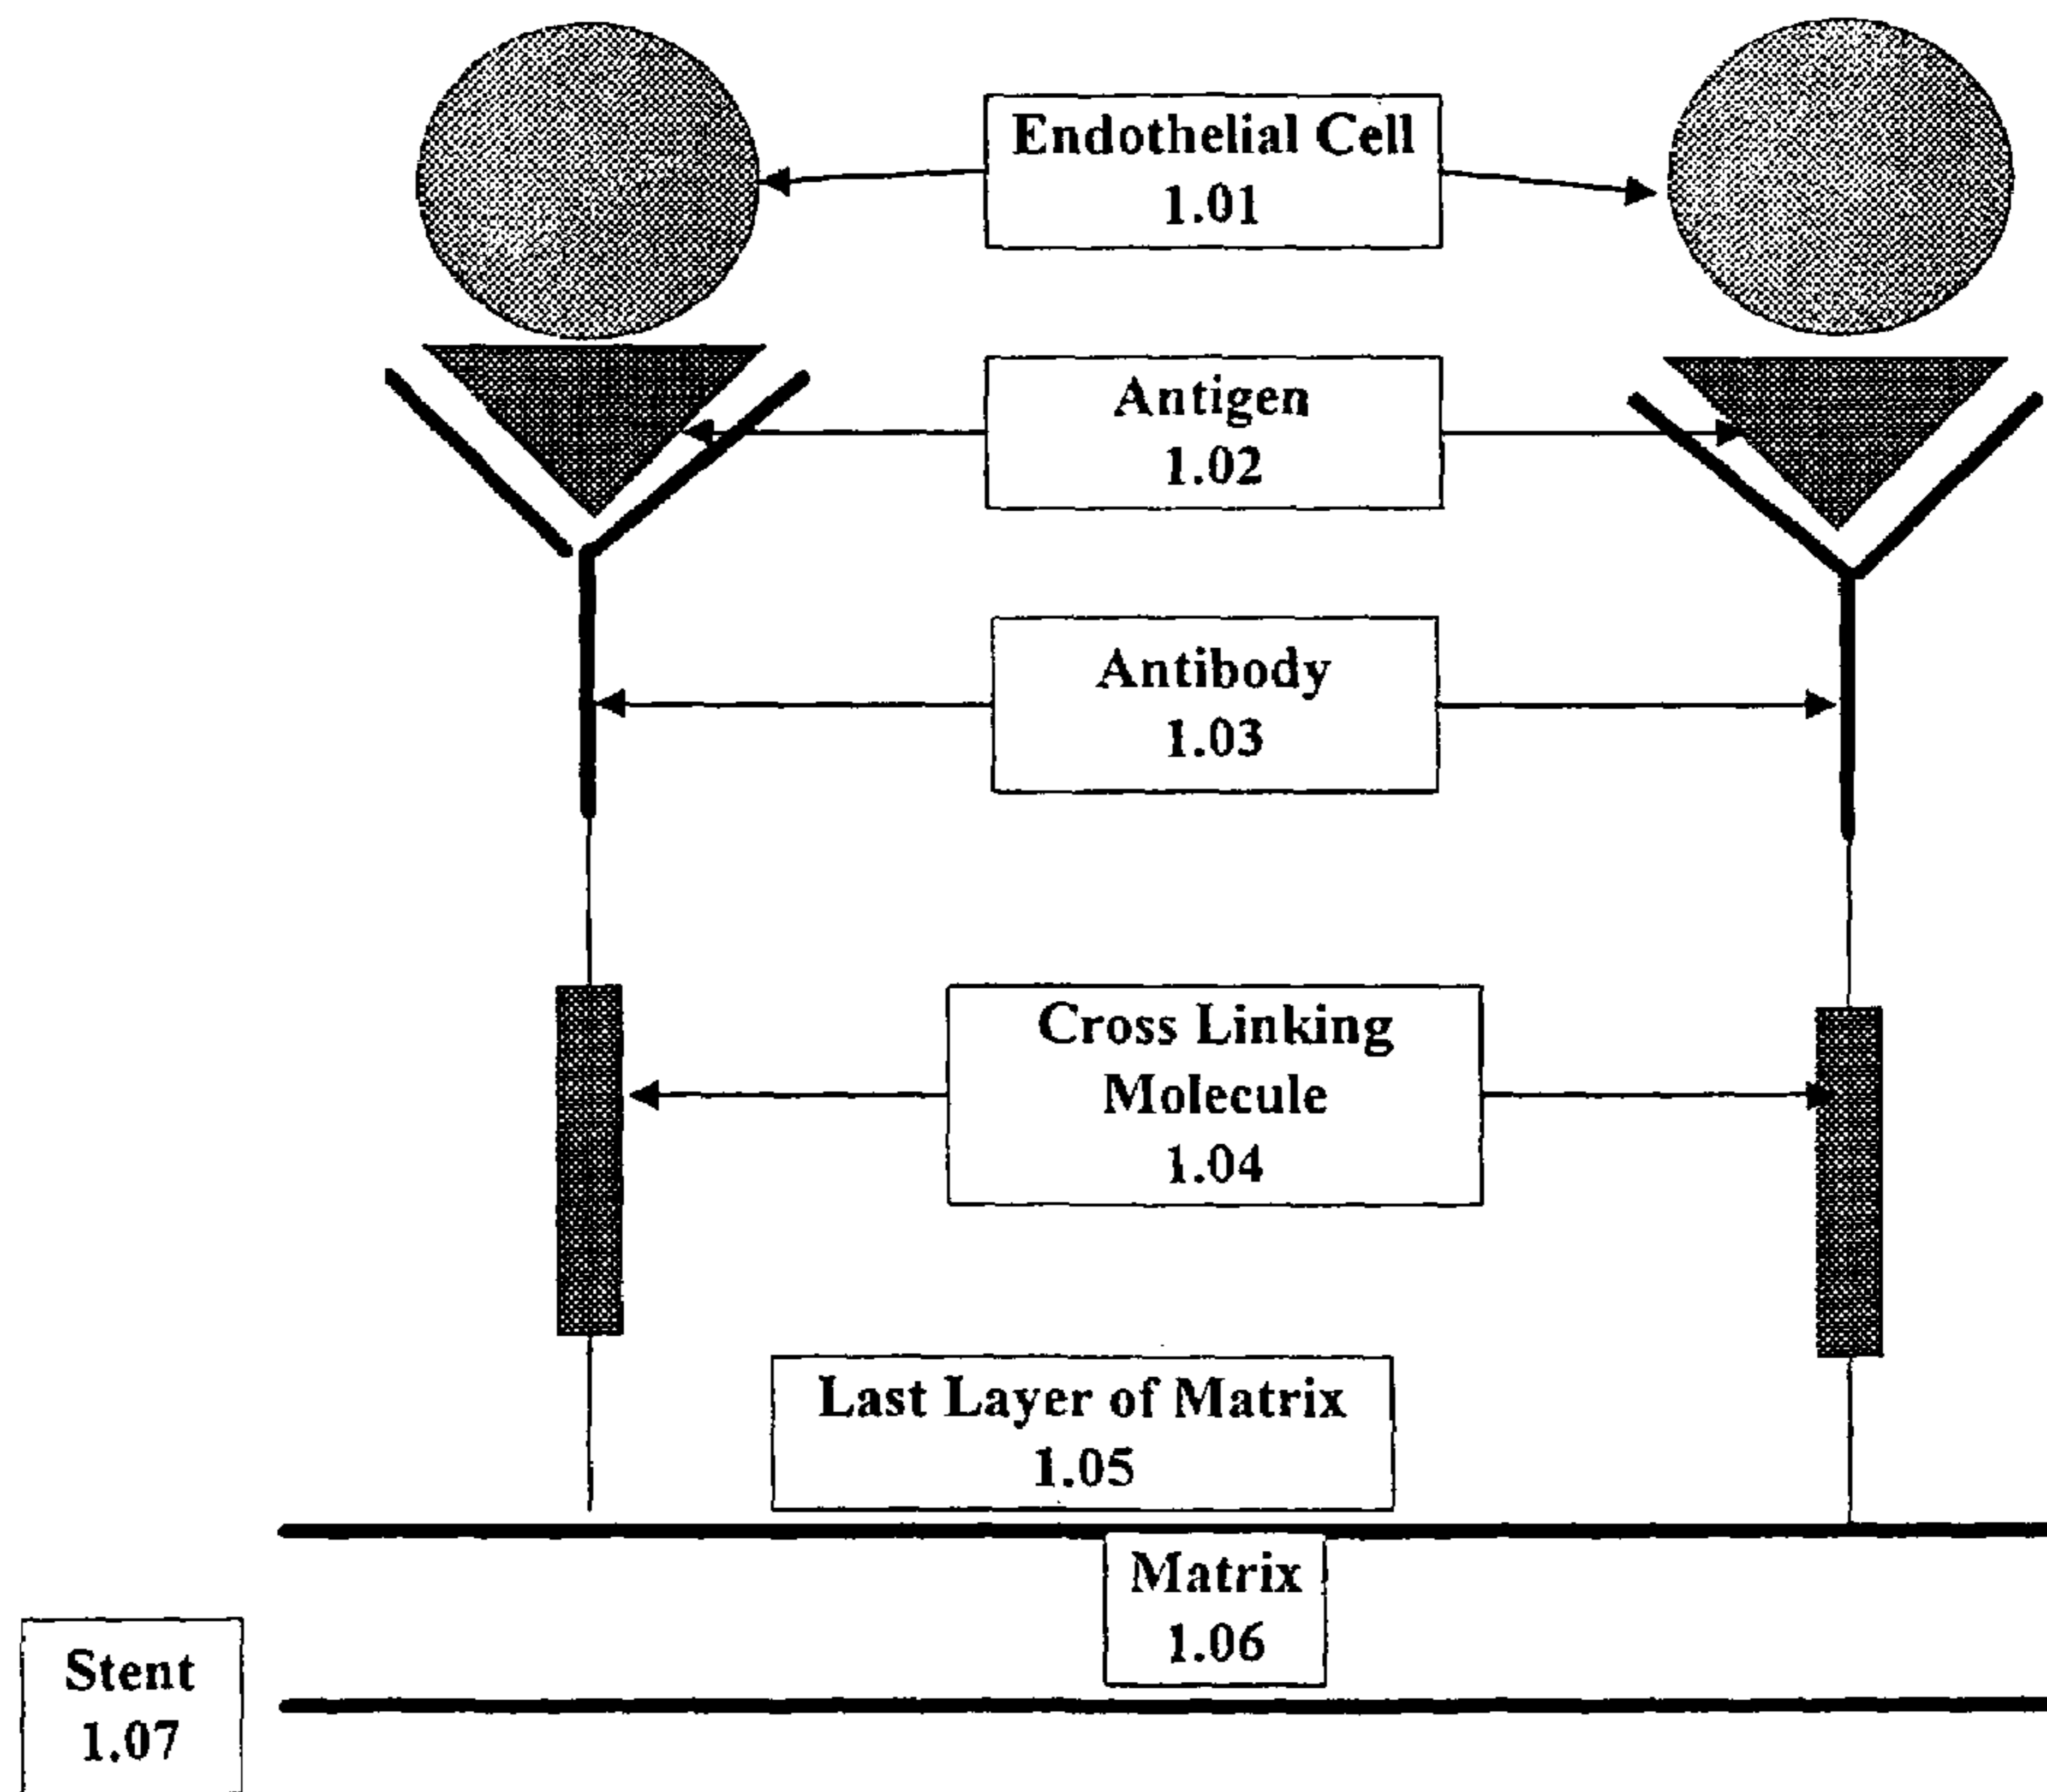 Endothelial Cell
1.01
Antigen
1.02
Antibody
1.03
Cross Linking
Molecule
1.04
Last Layer of Matrix
1.05
Matrix
1.06
Stent
1.07